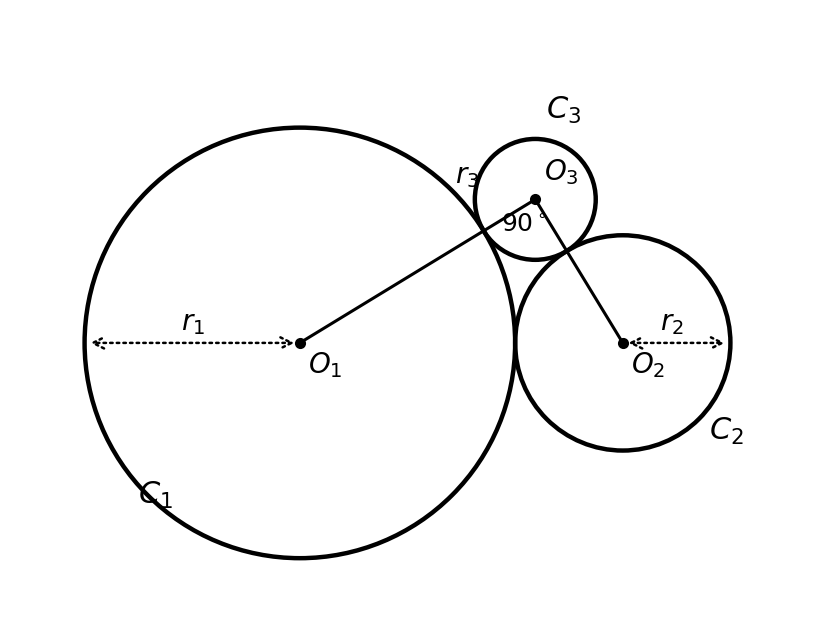 C₃
O₃
r₃
90°
r₁
r₂
O₁
O₂
C₂
C₁